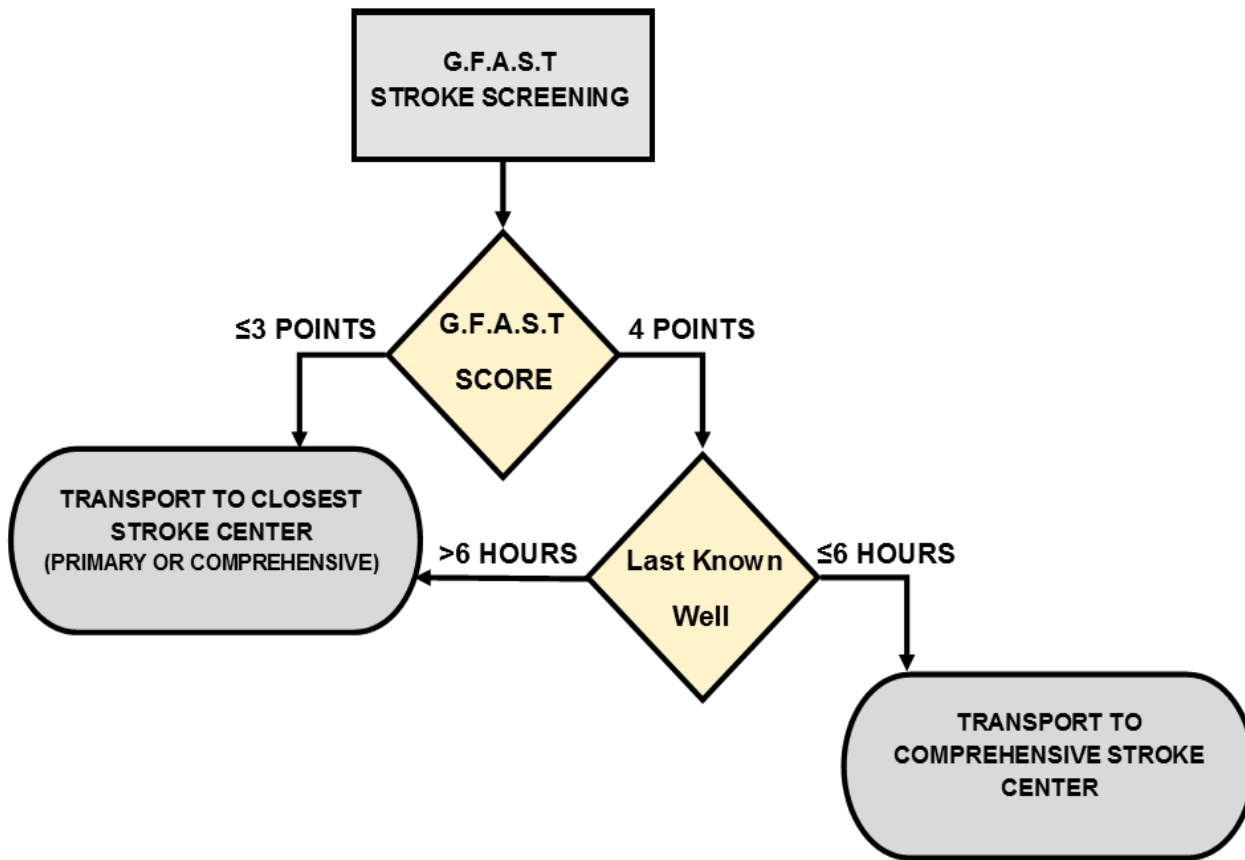 G.F.A.S.T
STROKE SCREENING
≤3 POINTS
G.F.A.S.T
SCORE
4 POINTS
TRANSPORT TO CLOSEST
STROKE CENTER
(PRIMARY OR COMPREHENSIVE)
>6 HOURS
Last Known
Well
≤6 HOURS
TRANSPORT TO
COMPREHENSIVE STROKE
CENTER